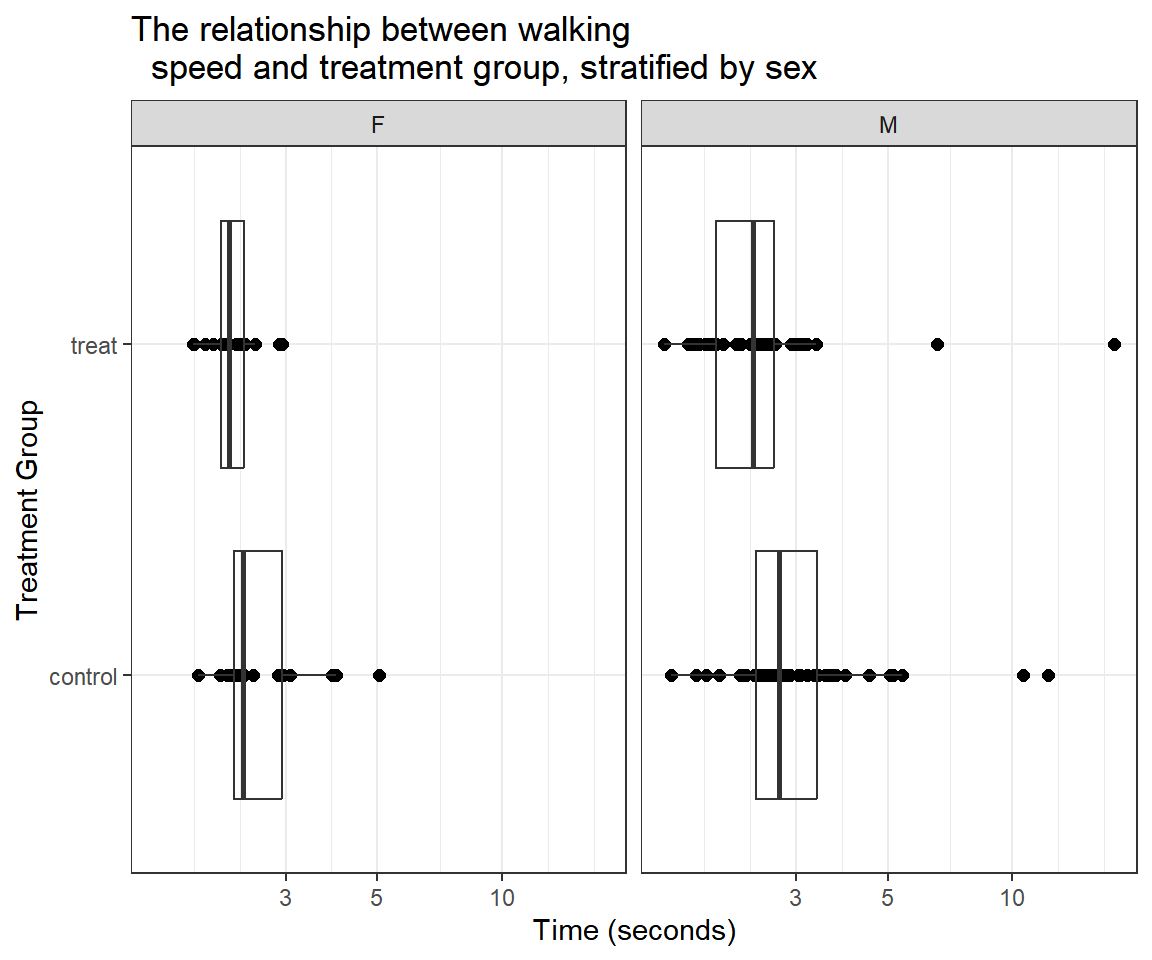 The relationship between walking
speed and treatment group, stratified by sex
F
M
treat
control
Treatment Group
3 5 10
3 5 10
Time (seconds)